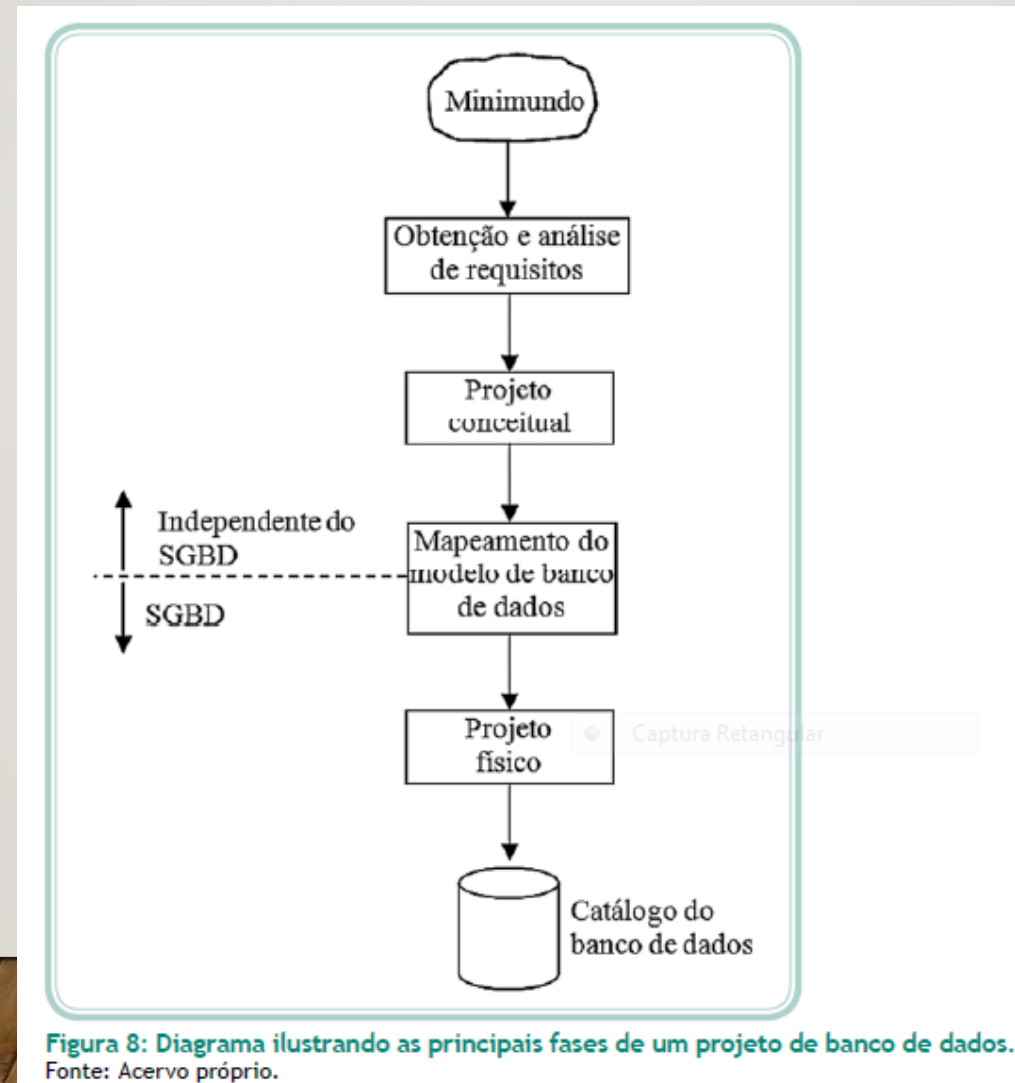 Minimundo
Obtenção e análise
de requisitos
Projeto
conceitual
Independente do
SGBD
SGBD
Mapeamento do
modelo de banco
de dados
Projeto
físico
Captura Retangular
Catálogo do
banco de dados
Figura 8: Diagrama ilustrando as principais fases de um projeto de banco de dados.
Fonte: Acervo próprio.